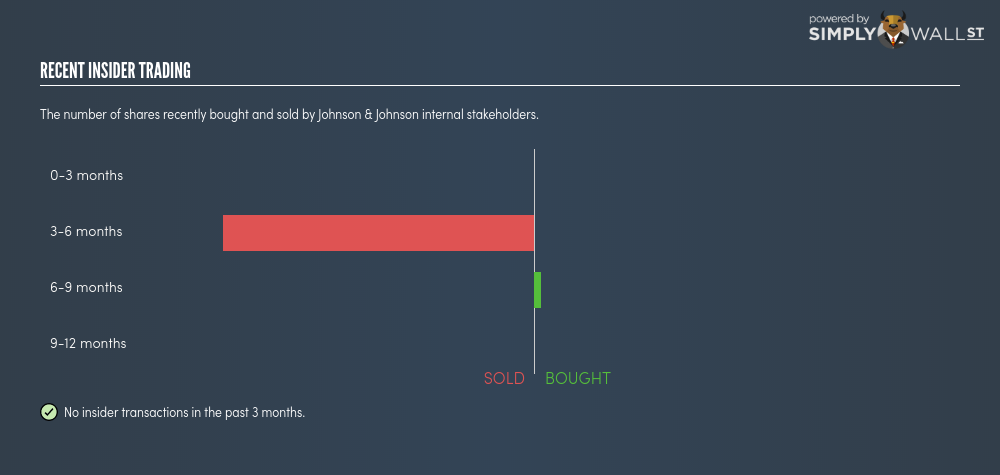 powered by
SIMPLY WALL ST
RECENT INSIDER TRADING
The number of shares recently bought and sold by Johnson & Johnson internal stakeholders.
0-3 months
3-6 months
6-9 months
9-12 months
SOLD BOUGHT
No insider transactions in the past 3 months.